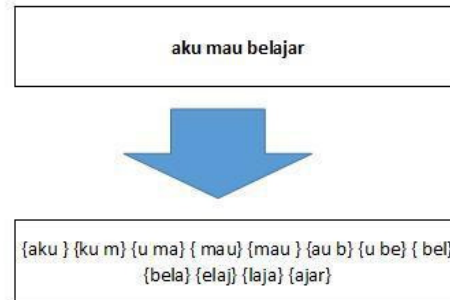 aku mau belajar
{aku } {ku m} {u ma} { mau} {mau } {au b} {u be} { bel}
{bela} {elaj} {laja} {ajar}